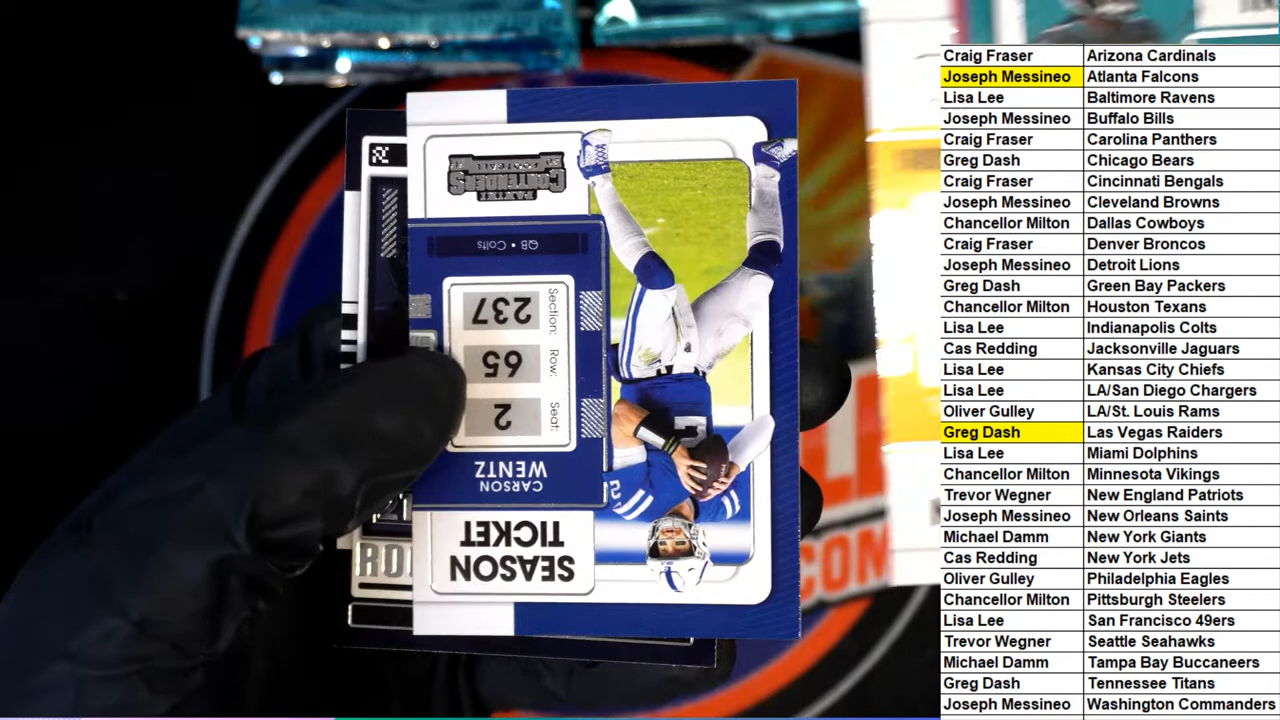 PANINI
CONTENDERS
FOOTBALL
QB • Colts
Section: 237
Row: 65
Seat: 2
CARSON
WENTZ
SEASON
TICKET
RO
COM
Craig Fraser Arizona Cardinals
Joseph Messineo Atlanta Falcons
Lisa Lee Baltimore Ravens
Joseph Messineo Buffalo Bills
Craig Fraser Carolina Panthers
Greg Dash Chicago Bears
Craig Fraser Cincinnati Bengals
Joseph Messineo Cleveland Browns
Chancellor Milton Dallas Cowboys
Craig Fraser Denver Broncos
Joseph Messineo Detroit Lions
Greg Dash Green Bay Packers
Chancellor Milton Houston Texans
Lisa Lee Indianapolis Colts
Cas Redding Jacksonville Jaguars
Lisa Lee Kansas City Chiefs
Lisa Lee LA/San Diego Chargers
Oliver Gulley LA/St. Louis Rams
Greg Dash Las Vegas Raiders
Lisa Lee Miami Dolphins
Chancellor Milton Minnesota Vikings
Trevor Wegner New England Patriots
Joseph Messineo New Orleans Saints
Michael Damm New York Giants
Cas Redding New York Jets
Oliver Gulley Philadelphia Eagles
Chancellor Milton Pittsburgh Steelers
Lisa Lee San Francisco 49ers
Trevor Wegner Seattle Seahawks
Michael Damm Tampa Bay Buccaneers
Greg Dash Tennessee Titans
Joseph Messineo Washington Commanders